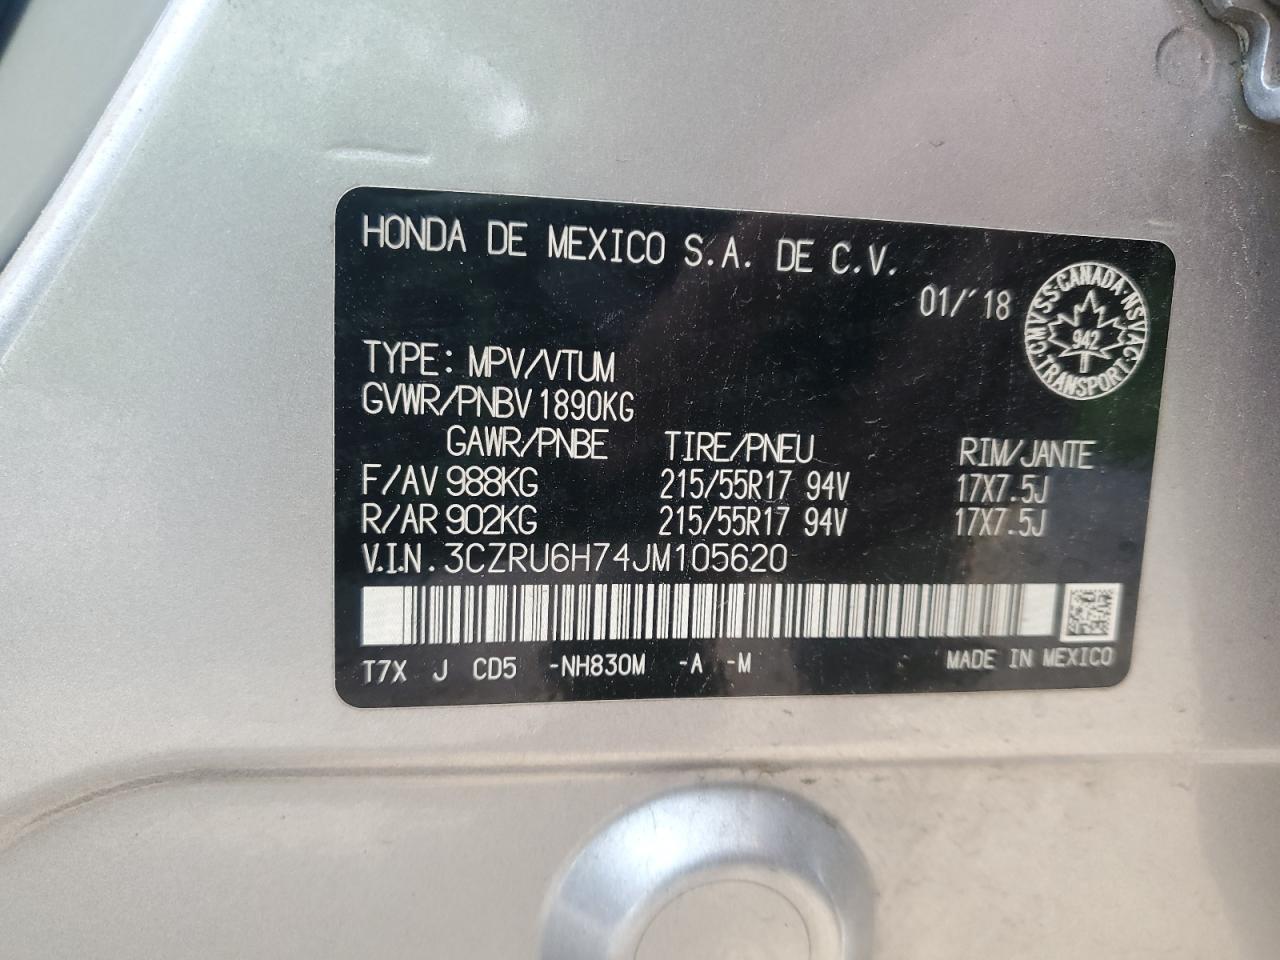 HONDA DE MEXICO S.A. DE C.V.
01/'18
CMVSS·CANADA·NSVAC·TRANSPORT·
942
TYPE: MPV/VTUM
GVWR/PNBV 1890KG
GAWR/PNBE TIRE/PNEU RIM/JANTE
F/AV 988KG 215/55R17 94V 17X7.5J
R/AR 902KG 215/55R17 94V 17X7.5J
V.I.N. 3CZRU6H74JM105620
T7X J CD5 -NH830M -A -M MADE IN MEXICO